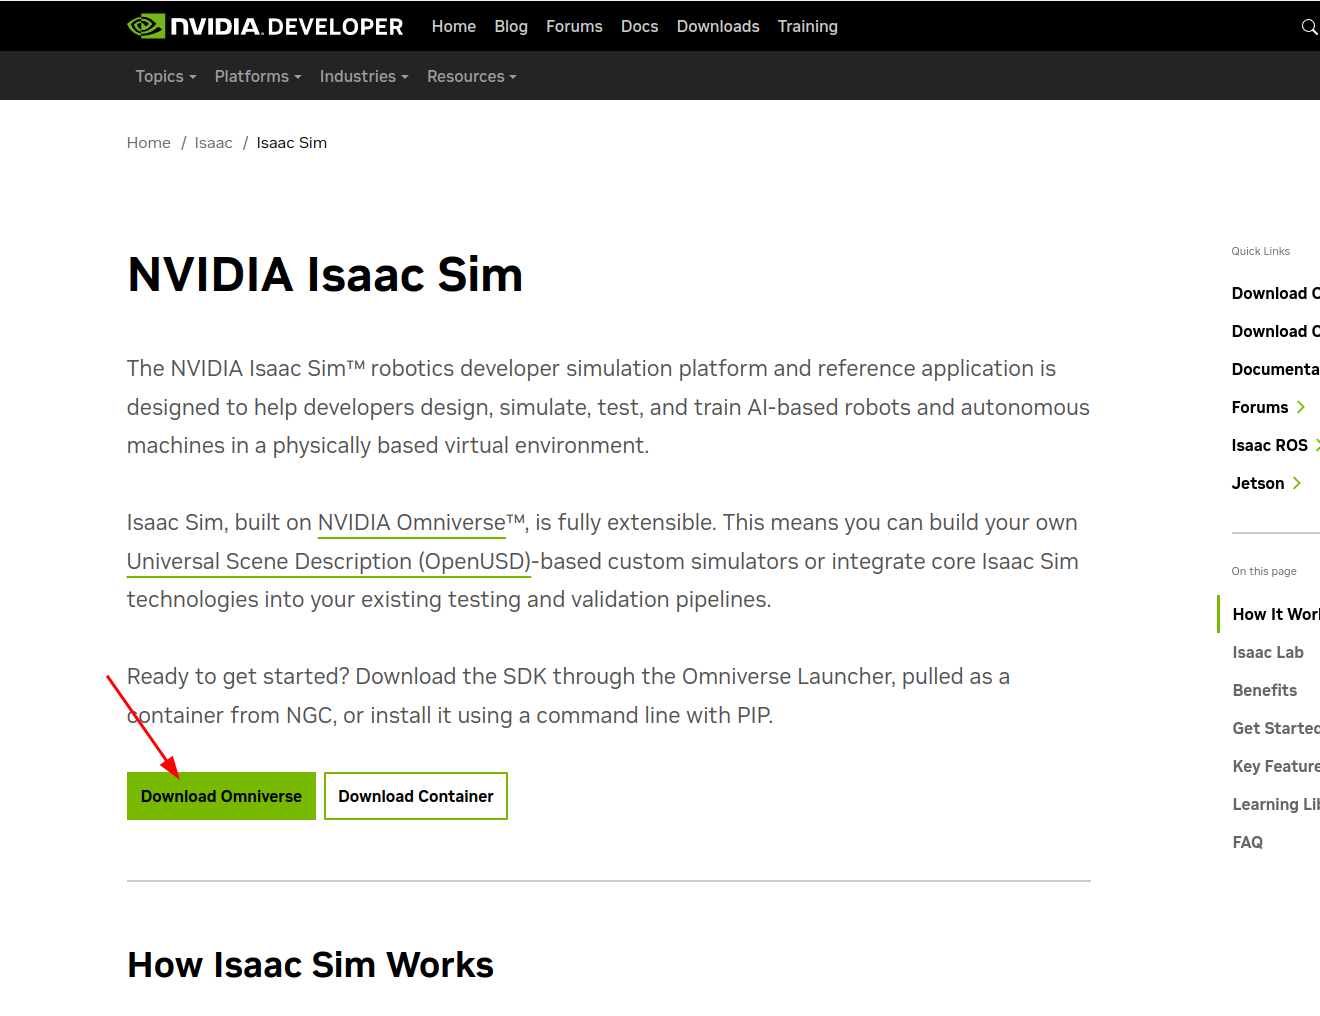 NVIDIA. DEVELOPER Home Blog Forums Docs Downloads Training
Topics Platforms Industries Resources
Home / Isaac / Isaac Sim
NVIDIA Isaac Sim
The NVIDIA Isaac Sim™ robotics developer simulation platform and reference application is
designed to help developers design, simulate, test, and train AI-based robots and autonomous
machines in a physically based virtual environment.
Isaac Sim, built on NVIDIA Omniverse™, is fully extensible. This means you can build your own
Universal Scene Description (OpenUSD)-based custom simulators or integrate core Isaac Sim
technologies into your existing testing and validation pipelines.
Ready to get started? Download the SDK through the Omniverse Launcher, pulled as a
container from NGC, or install it using a command line with PIP.
Download Omniverse Download Container
How Isaac Sim Works
Quick Links
Download
Download
Forums
Isaac ROS
Jetson
On this page
How It
Isaac Lab
Benefits
Get
Key
Learning
FAQ